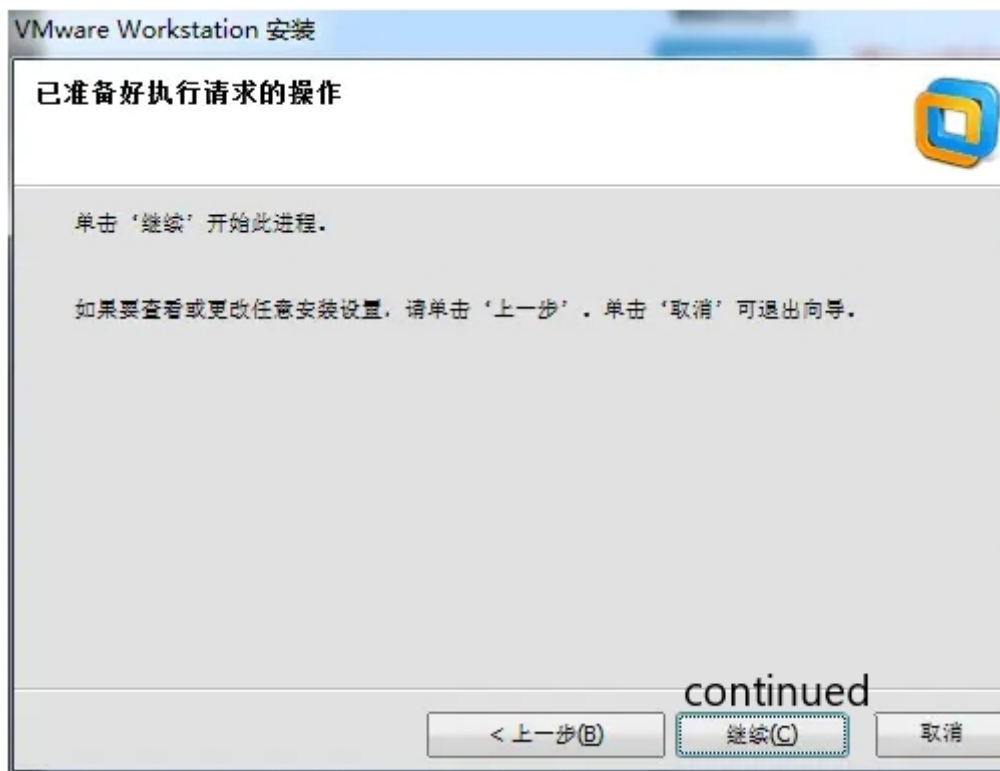 VMware Workstation 安装
已准备好执行请求的操作
单击‘继续’开始此进程.
如果要查看或更改任意安装设置，请单击‘上一步’. 单击‘取消’可退出向导.
continued
< 上一步(B)
继续(C)
取消